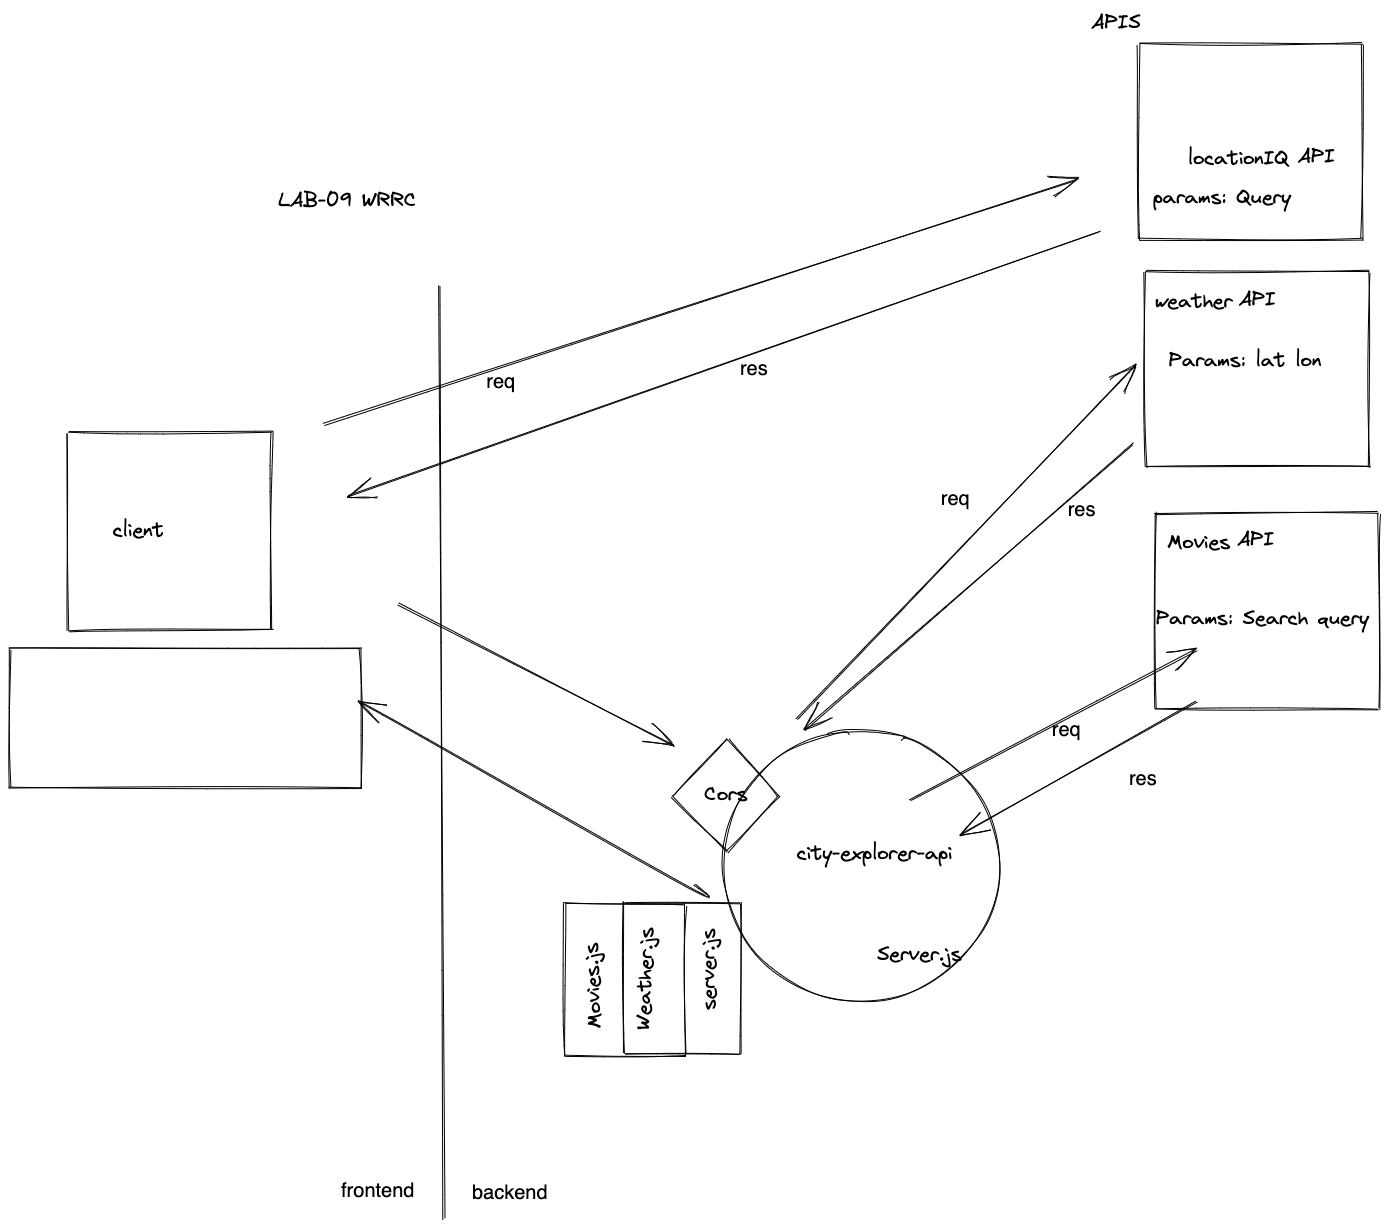 APIS
locationIQ API
params: Query
LAB-09 WRRC
weather API
Params: lat lon
req
res
req
res
client
Movies API
Params: Search query
req
res
Cors
city-explorer-api
Server.js
Movies.js
Weather.js
server.js
frontend
backend